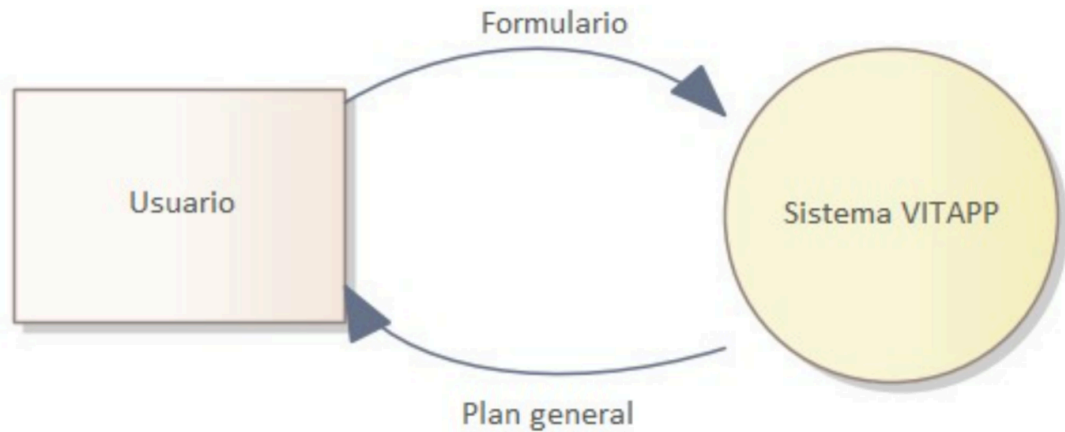 Formulario
Usuario
Sistema VITAPP
Plan general